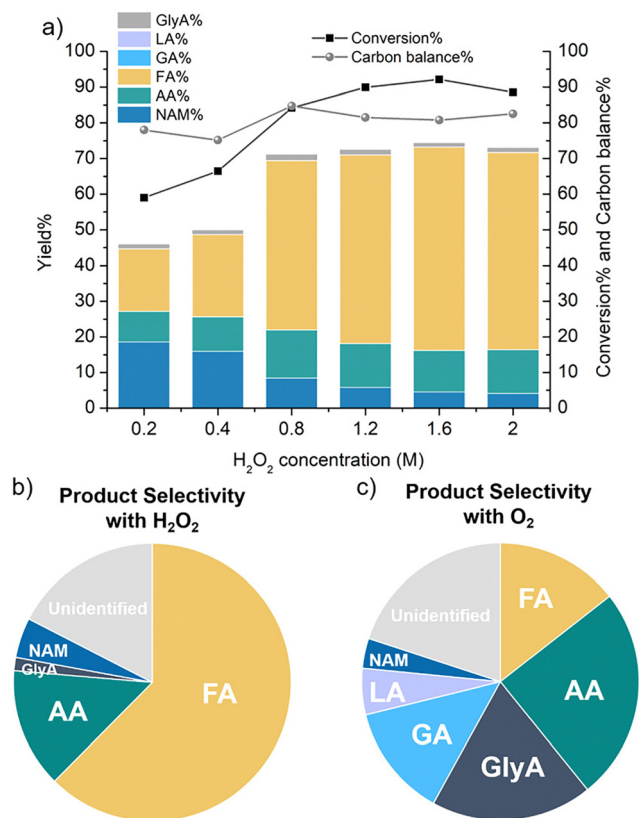 a)
GlyA%
LA%
GA%
FA%
AA%
NAM%
Conversion%
Carbon balance%
100
90
80
70
60
50
40
30
20
10
0
Yield%
100
90
80
70
60
50
40
30
20
10
0
Conversion% and Carbon balance%
0.2 0.4 0.8 1.2 1.6 2
H₂O₂ concentration (M)
b)
Product Selectivity
with H₂O₂
Unidentified
NAM
GlyA
AA
FA
c)
Product Selectivity
with O₂
Unidentified
FA
NAM
LA
AA
GA
GlyA